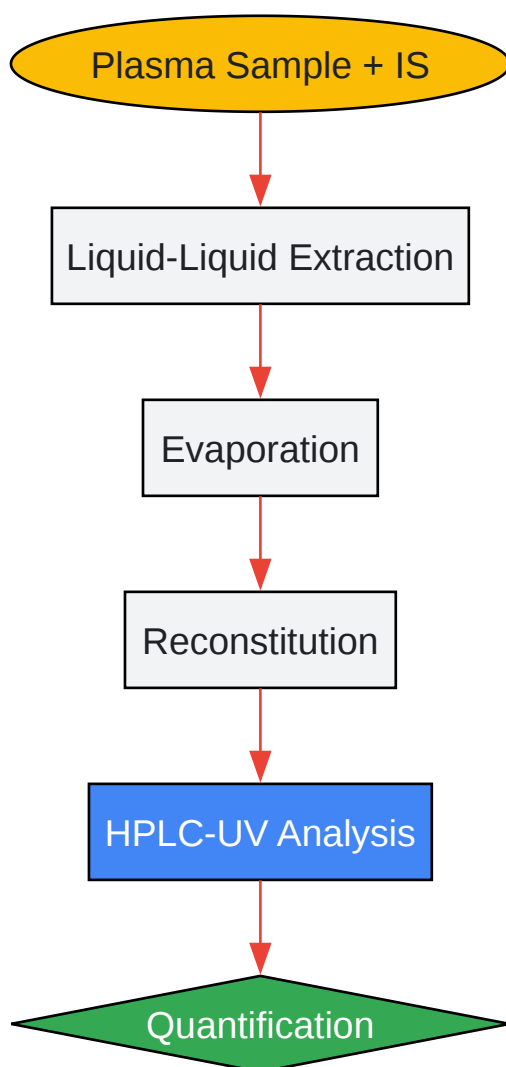 Plasma Sample + IS
Liquid-Liquid Extraction
Evaporation
Reconstitution
HPLC-UV Analysis
Quantification